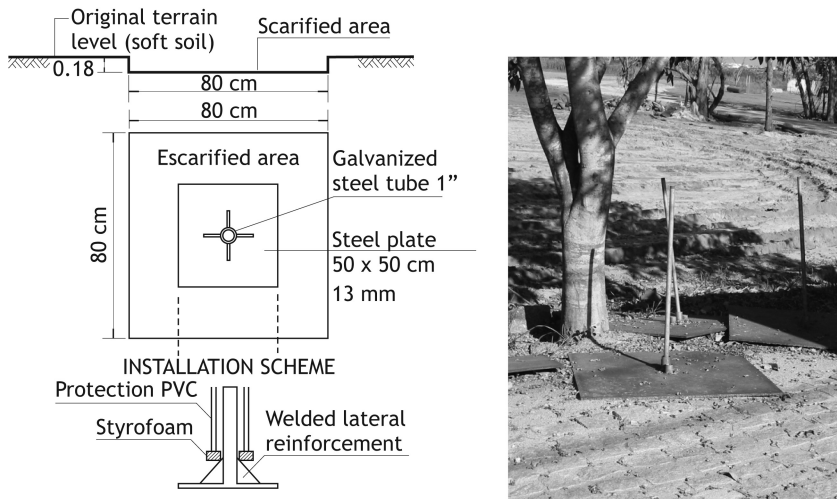 Original terrain
level (soft soil)
Scarified area
0.18
80 cm
80 cm
Escarified area
Galvanized
steel tube 1”
80 cm
Steel plate
50 x 50 cm
13 mm
INSTALLATION SCHEME
Protection PVC
Styrofoam
Welded lateral
reinforcement